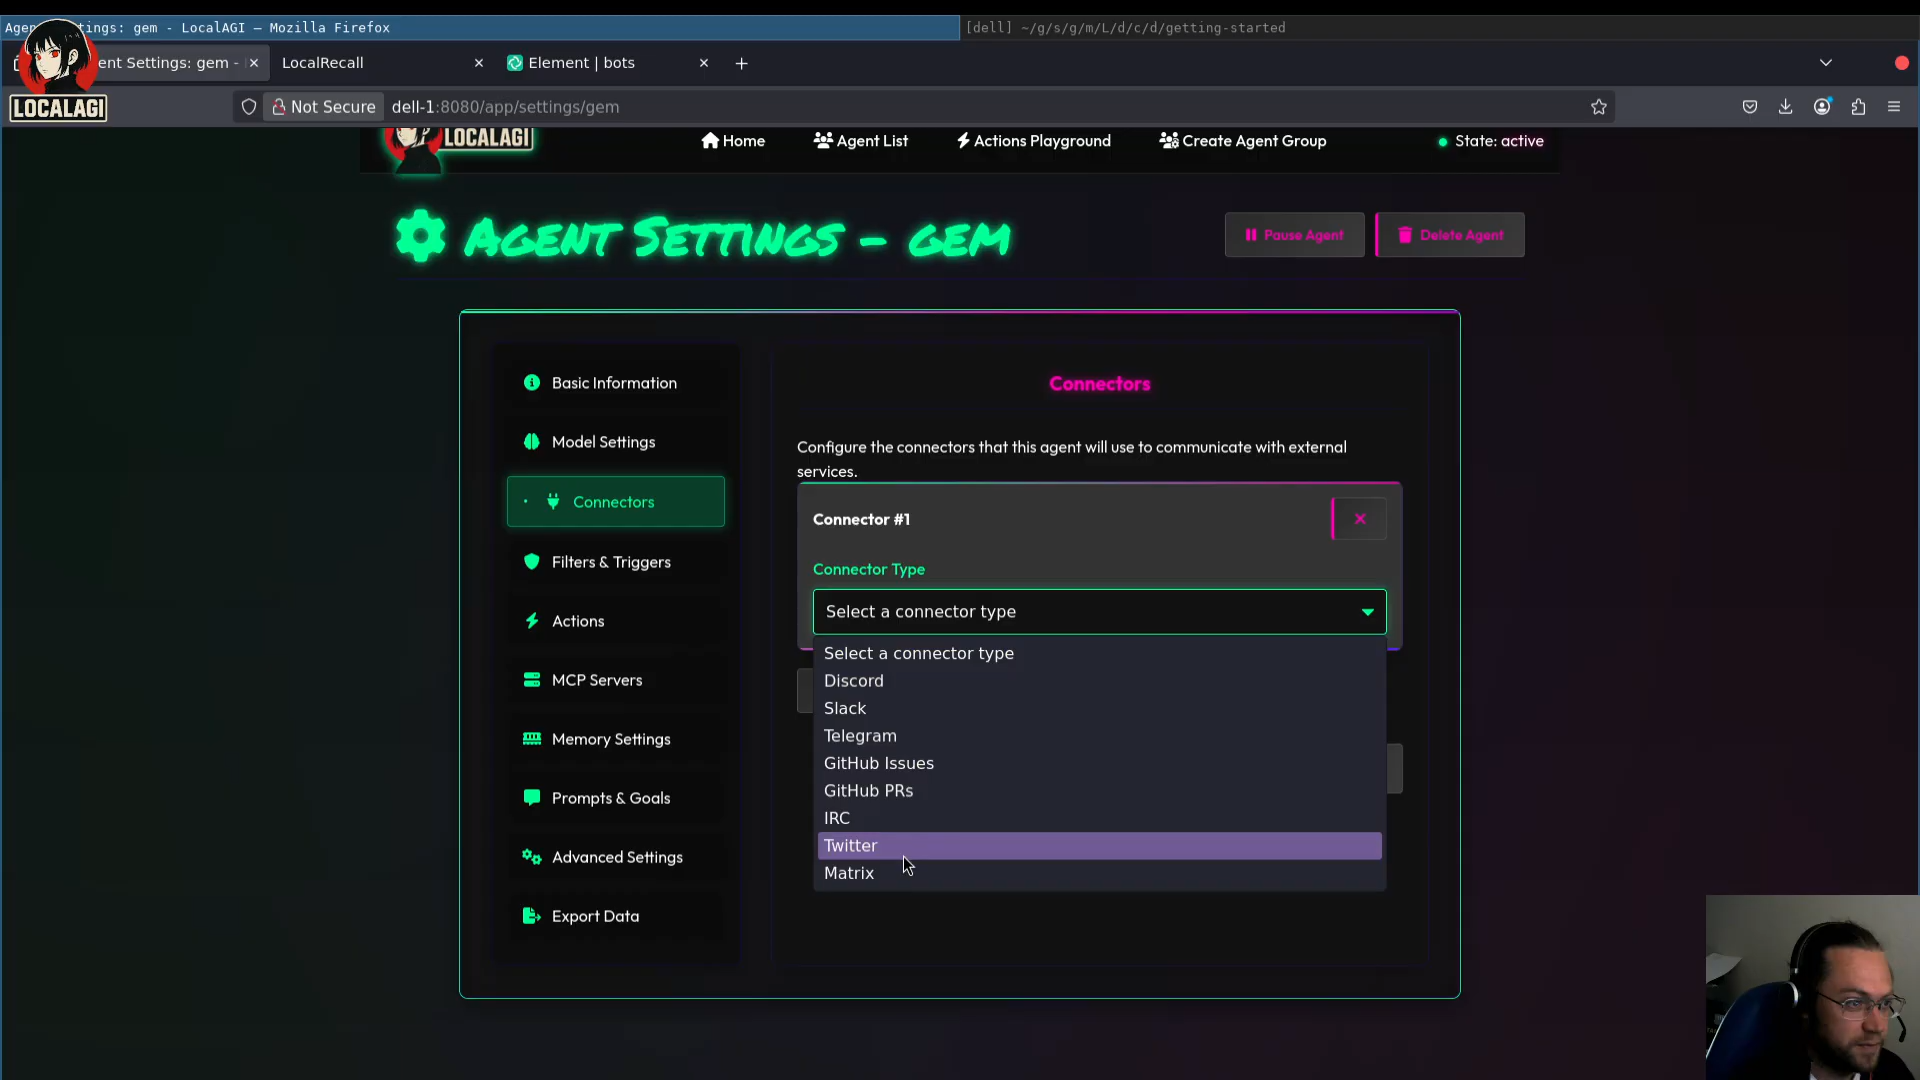 Agen
ings: gem - LocalAGI — Mozilla Firefox
[dell] ~/g/s/g/m/L/d/c/d/getting-started
ent Settings: gem -
LocalRecall
Element | bots
LOCALAGI
Not Secure
dell-1:8080/app/settings/gem
LOCALAGI
Home
Agent List
Actions Playground
Create Agent Group
State: active
Agent Settings - gem
Pause Agent
Delete Agent
Basic Information
Model Settings
Connectors
Filters & Triggers
Actions
MCP Servers
Memory Settings
Prompts & Goals
Advanced Settings
Export Data
Connectors
Configure the connectors that this agent will use to communicate with external
services.
Connector #1
Connector Type
Select a connector type
Select a connector type
Discord
Slack
Telegram
GitHub Issues
GitHub PRs
IRC
Twitter
Matrix